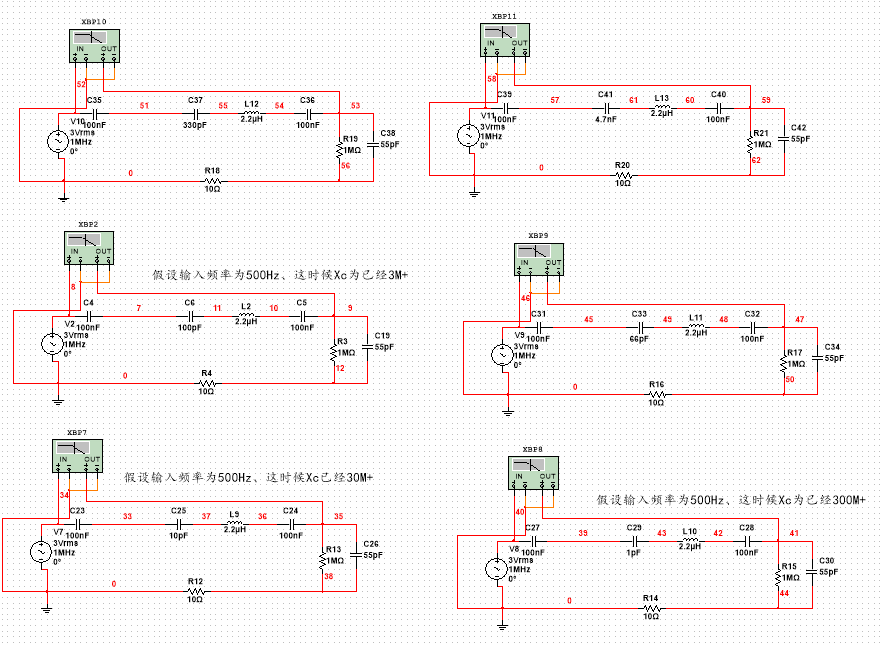 XBP10
IN OUT
52
C35
100nF
51
C37
330pF
55
L12
2.2μH
54
C36
100nF
53
V10
3Vrms
1MHz
0°
R19
1MΩ
56
C38
55pF
0
R18
10Ω
XBP11
IN OUT
58
C39
100nF
57
C41
4.7nF
61
L13
2.2μH
60
C40
100nF
59
V11
3Vrms
1MHz
0°
R21
1MΩ
62
C42
55pF
0
R20
10Ω
XBP2
IN OUT
假设输入频率为500Hz、这时候Xc为已经3M+
8
C4
100nF
7
C6
100pF
11
L2
2.2μH
10
C5
100nF
9
V2
3Vrms
1MHz
0°
R3
1MΩ
12
C19
55pF
0
R4
10Ω
XBP9
IN OUT
46
C31
100nF
45
C33
66pF
49
L11
2.2μH
48
C32
100nF
47
V9
3Vrms
1MHz
0°
R17
1MΩ
50
C34
55pF
0
R16
10Ω
XBP7
IN OUT
假设输入频率为500Hz、这时候Xc已经30M+
34
C23
100nF
33
C25
10pF
37
L9
2.2μH
36
C24
100nF
35
V7
3Vrms
1MHz
0°
R13
1MΩ
38
C26
55pF
0
R12
10Ω
XBP8
IN OUT
假设输入频率为500Hz、这时候Xc为已经300M+
40
C27
100nF
39
C29
1pF
43
L10
2.2μH
42
C28
100nF
41
V8
3Vrms
1MHz
0°
R15
1MΩ
44
C30
55pF
0
R14
10Ω